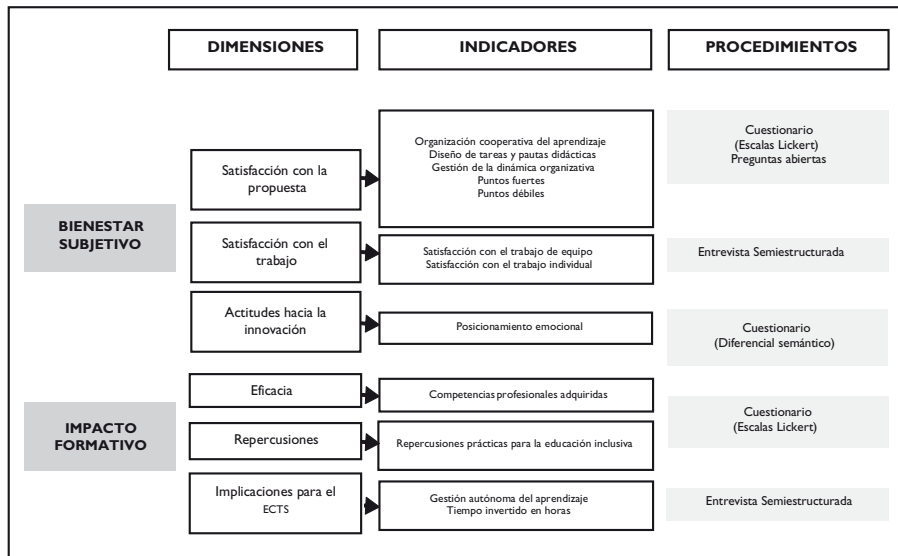 DIMENSIONES
INDICADORES
PROCEDIMIENTOS
BIENESTAR
SUBJETIVO
Satisfacción con la
propuesta
Organización cooperativa del aprendizaje
Diseño de tareas y pautas didácticas
Gestión de la dinámica organizativa
Puntos fuertes
Puntos débiles
Cuestionario
(Escalas Lickert)
Preguntas abiertas
Satisfacción con el
trabajo
Satisfacción con el trabajo de equipo
Satisfacción con el trabajo individual
Entrevista Semiestructurada
Actitudes hacia la
innovación
Posicionamiento emocional
Cuestionario
(Diferencial semántico)
IMPACTO
FORMATIVO
Eficacia
Competencias profesionales adquiridas
Cuestionario
(Escalas Lickert)
Repercusiones
Repercusiones prácticas para la educación inclusiva
Implicaciones para el
ECTS
Gestión autónoma del aprendizaje
Tiempo invertido en horas
Entrevista Semiestructurada